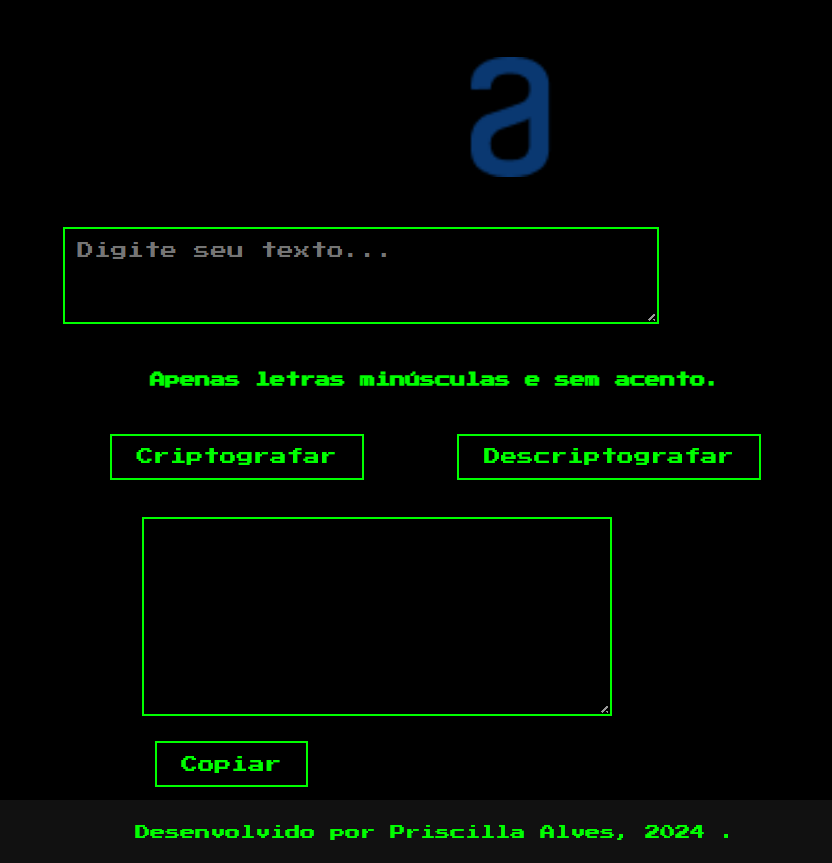 a
Digite seu texto...
Apenas letras minúsculas e sem acento.
Criptografar
Descriptografar
Copiar
Desenvolvido por Priscilla Alves, 2024 .